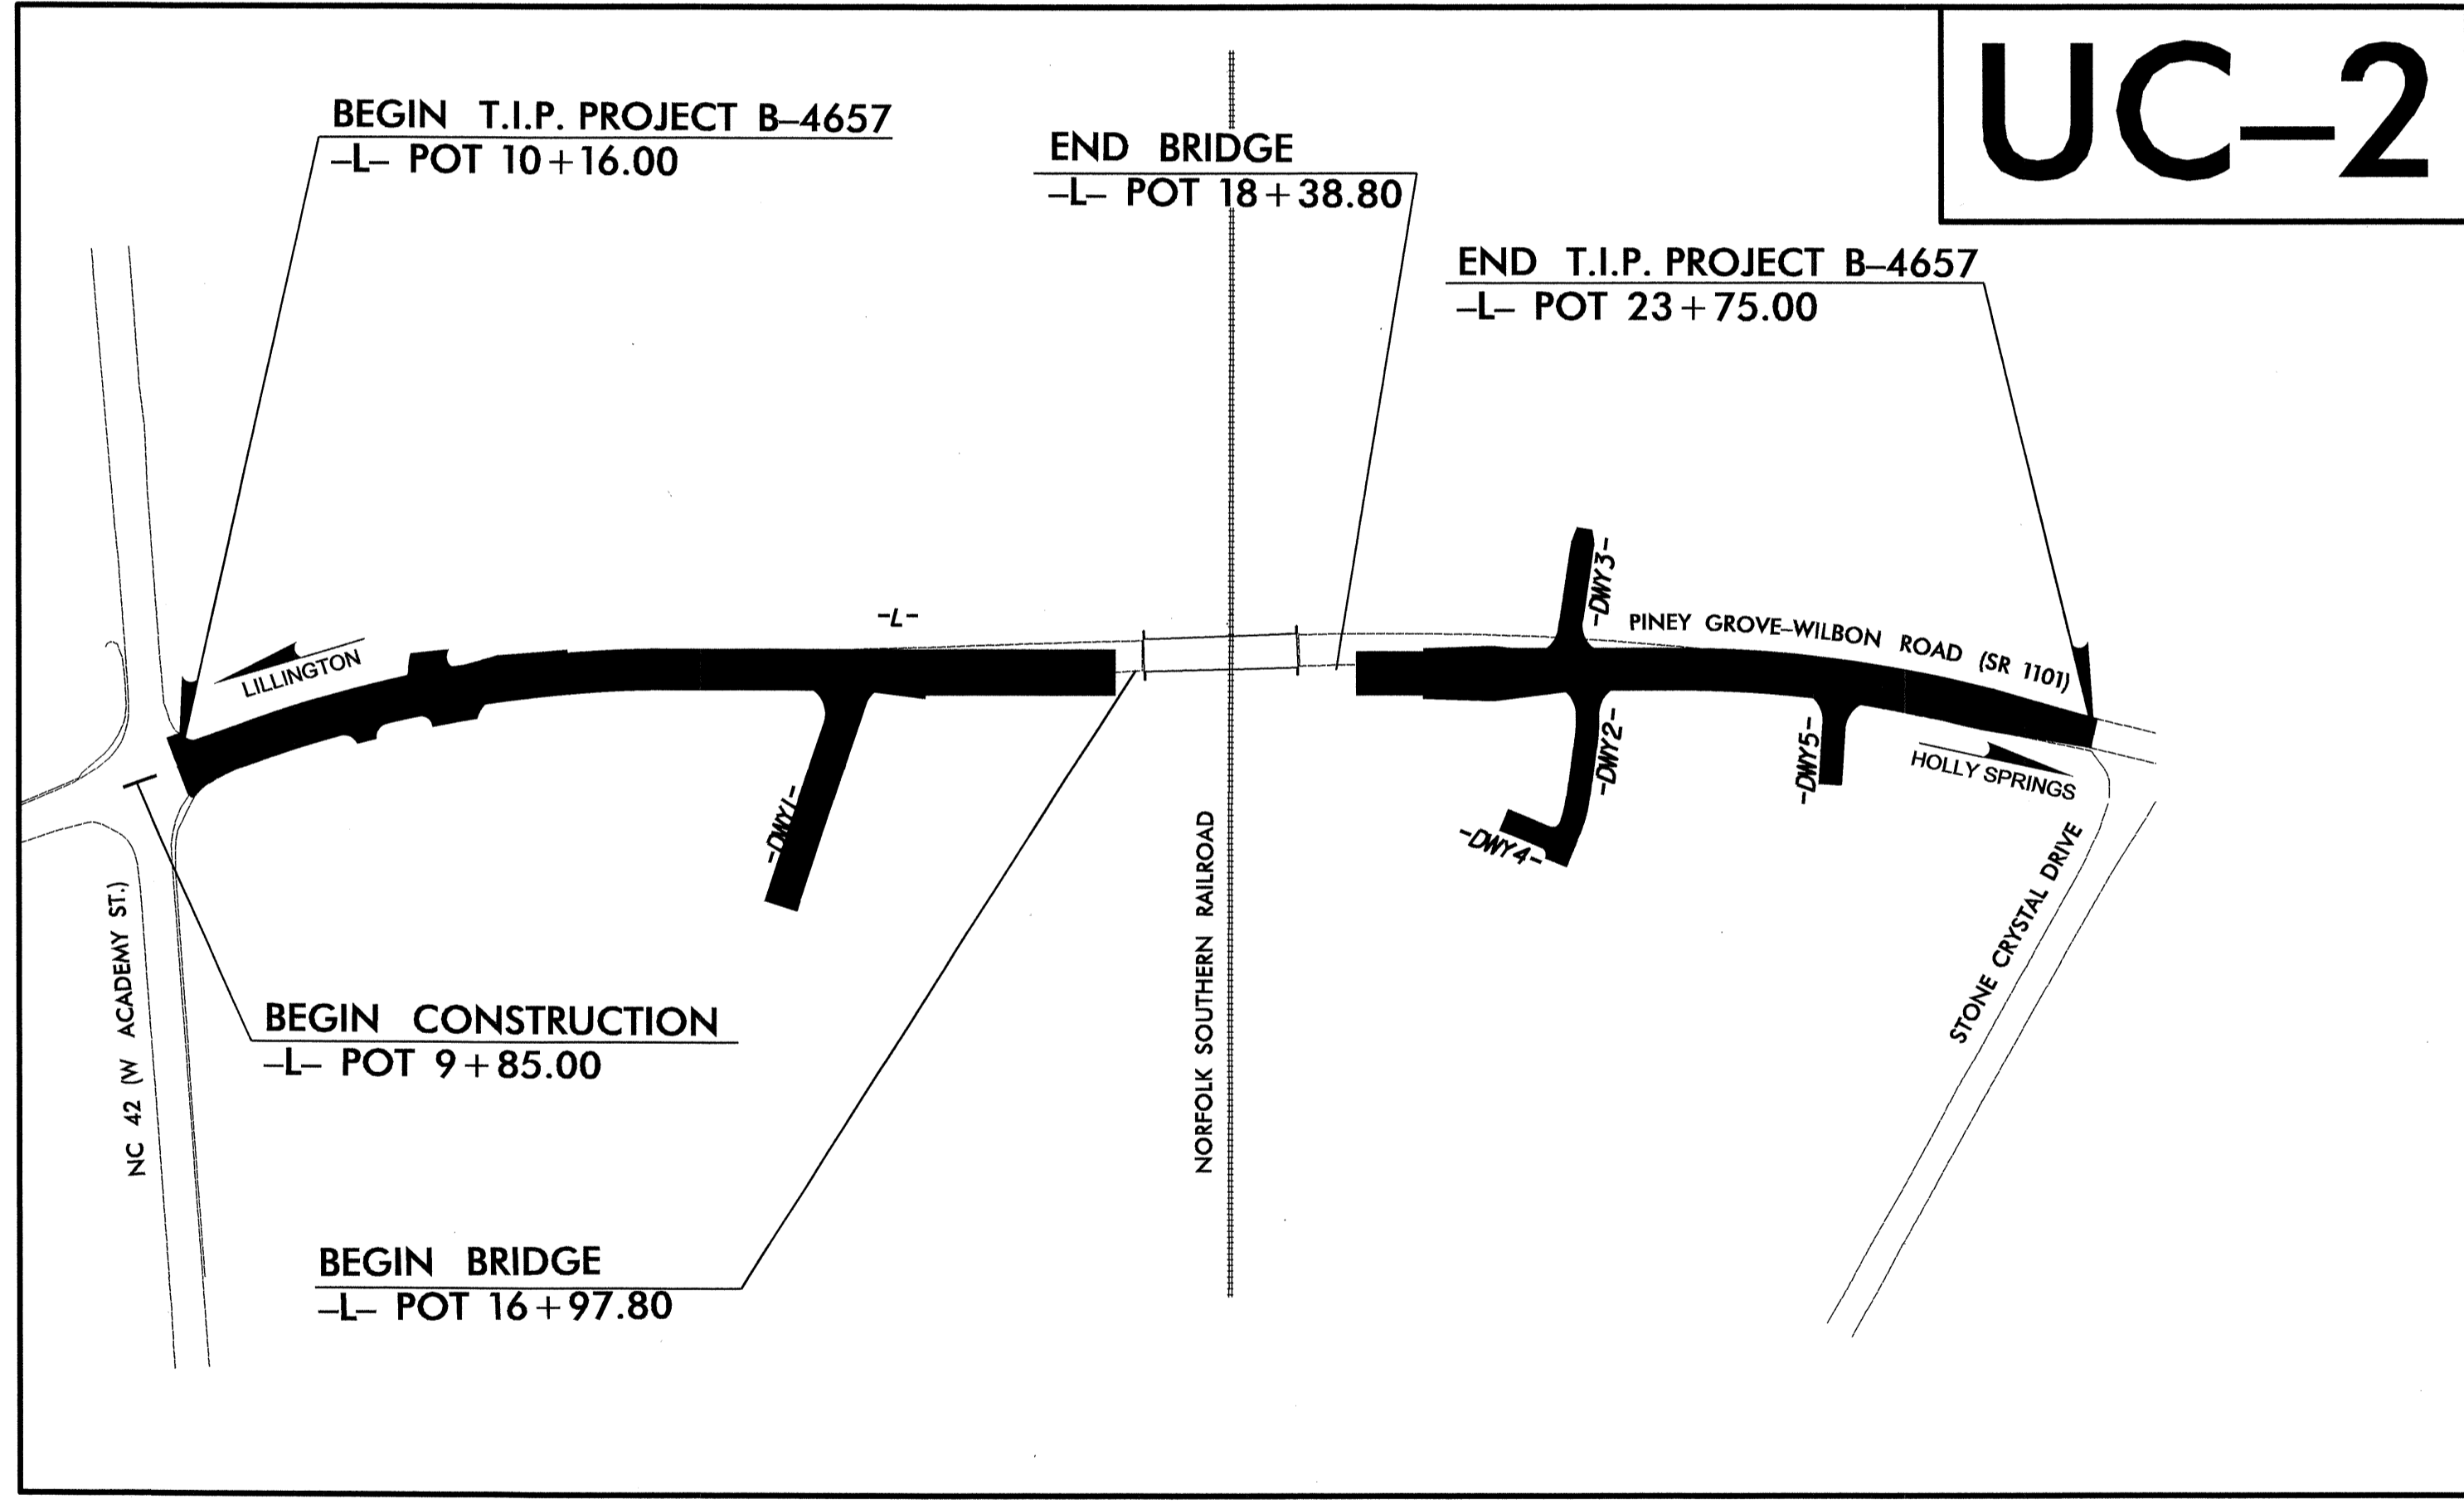 UC–2
BEGIN T.I.P. PROJECT B–4657
–L– POT 10+16.00
END BRIDGE
–L– POT 18+38.80
END T.I.P. PROJECT B–4657
–L– POT 23+75.00
-DWY3-
-L-
PINEY GROVE–WILBON ROAD (SR 1101)
LILLINGTON
-DWY2-
-DWY5-
HOLLY SPRINGS
-DWY1-
-DWY4-
NORFOLK SOUTHERN RAILROAD
STONE CRYSTAL DRIVE
NC 42 (W ACADEMY ST.)
BEGIN CONSTRUCTION
–L– POT 9+85.00
BEGIN BRIDGE
–L– POT 16+97.80